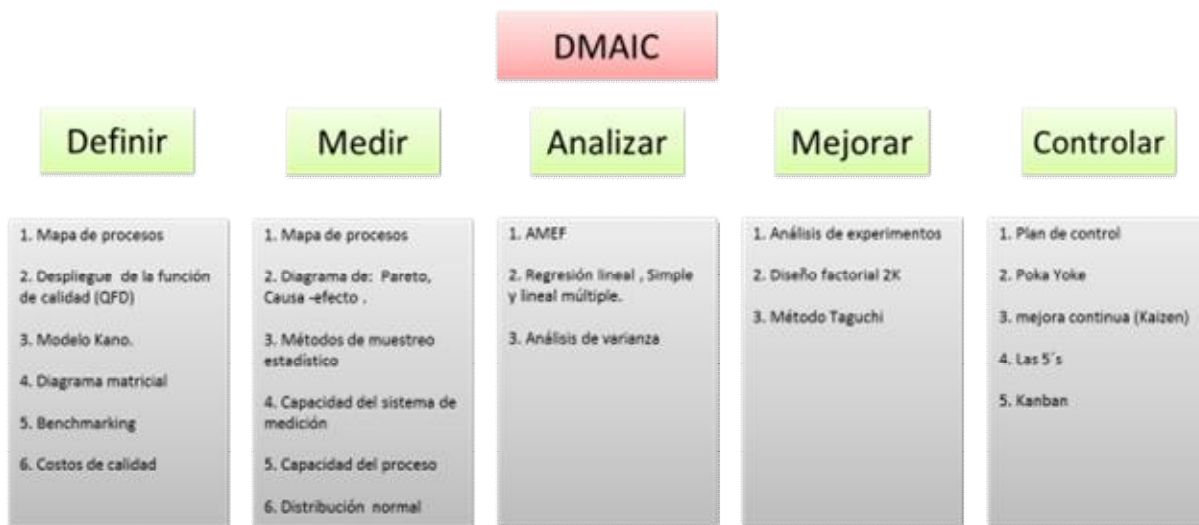 DMAIC
Definir
Medir
Analizar
Mejorar
Controlar
1. Mapa de procesos
2. Despliegue de la función
de calidad (QFD)
3. Modelo Kano.
4. Diagrama matricial
5. Benchmarking
6. Costos de calidad
1. Mapa de procesos
2. Diagrama de: Pareto,
Causa -efecto .
3. Métodos de muestreo
estadístico
4. Capacidad del sistema de
medición
5. Capacidad del proceso
6. Distribución normal
1. AMEF
2. Regresión lineal , Simple
y lineal múltiple.
3. Análisis de varianza
1. Análisis de experimentos
2. Diseño factorial 2K
3. Método Taguchi
1. Plan de control
2. Poka Yoke
3. mejora continua (Kaizen)
4. Las 5´s
5. Kanban